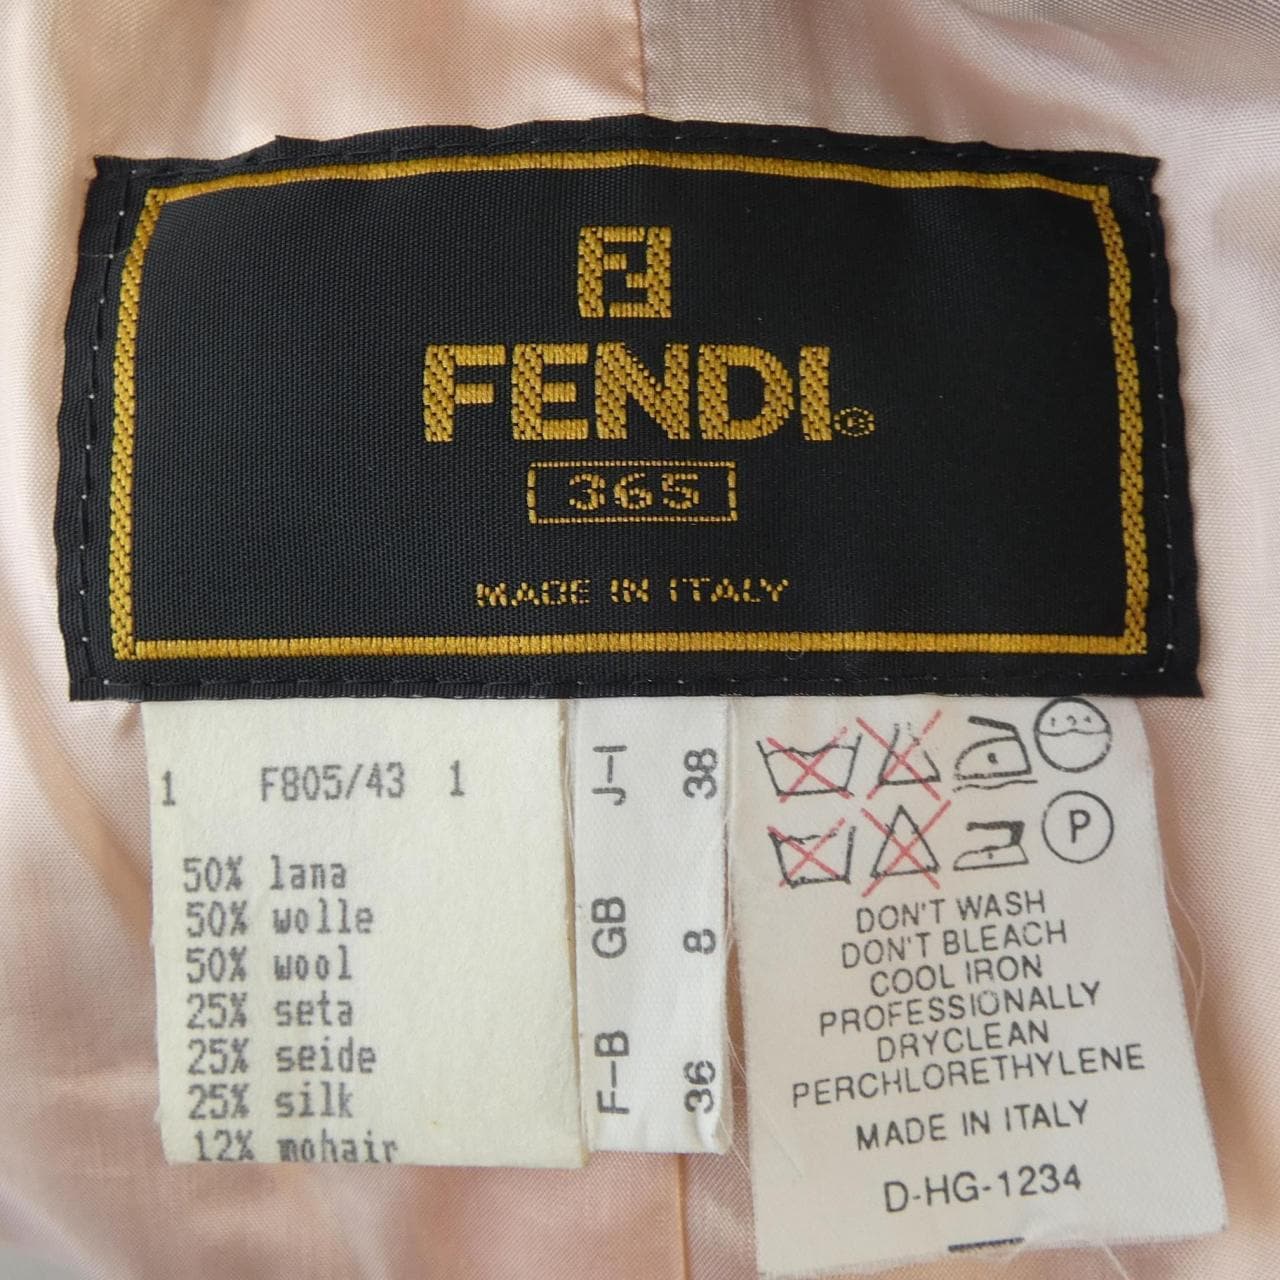 FENDI®
365
MADE IN ITALY
1 F805/43 1
50% lana
50% wolle
50% wool
25% seta
25% seide
25% silk
12% mohair
J-I 38
GB 8
F-B 36
P
DON'T WASH
DON'T BLEACH
COOL IRON
PROFESSIONALLY
DRYCLEAN
PERCHLORETHYLENE
MADE IN ITALY
D-HG-1234